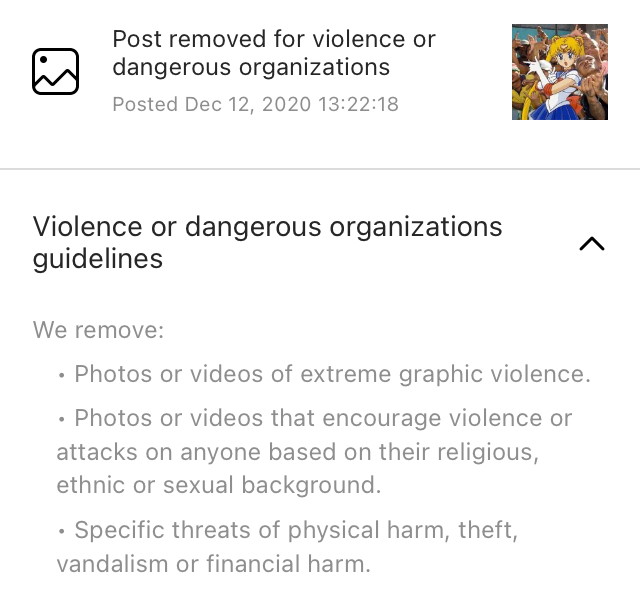 Post removed for violence or
dangerous organizations
Posted Dec 12, 2020 13:22:18
Violence or dangerous organizations
guidelines
We remove:
• Photos or videos of extreme graphic violence.
• Photos or videos that encourage violence or
attacks on anyone based on their religious,
ethnic or sexual background.
• Specific threats of physical harm, theft,
vandalism or financial harm.